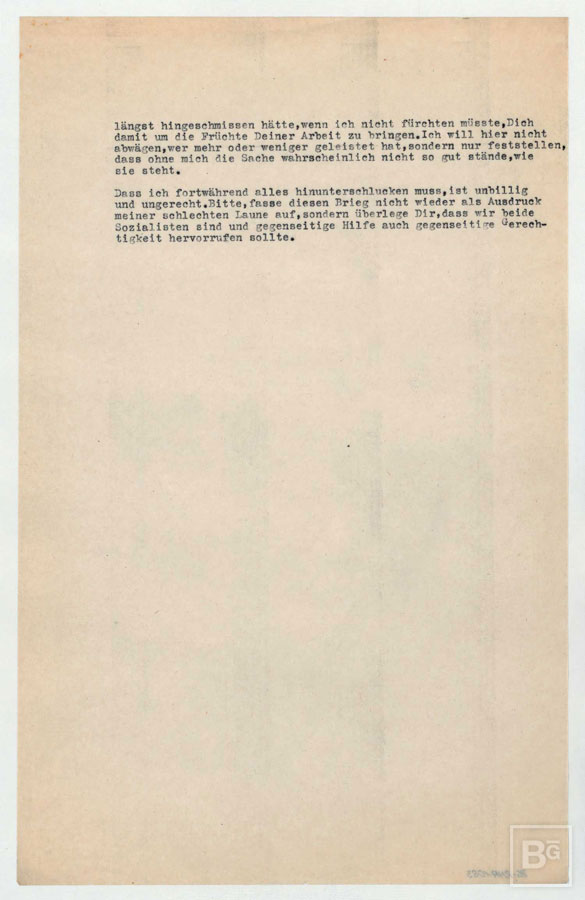 längst hingeschmissen hätte,wenn ich nicht fürchten müsste,Dich
damit um die Früchte Deiner Arbeit zu bringen.Ich will hier nicht
abwägen,wer mehr oder weniger geleistet hat,sondern nur feststellen,
dass ohne mich die Sache wahrscheinlich nicht so gut stände,wie
sie steht.
Dass ich fortwährend alles hinunterschlucken muss,ist unbillig
und ungerecht.Bitte,fasse diesen Brieg nicht wieder als Ausdruck
meiner schlechten Laune auf,sondern überlege Dir,dass wir beide
Sozialisten sind und gegenseitige Hilfe auch gegenseitige Gerech-
tigkeit hervorrufen sollte.
BG